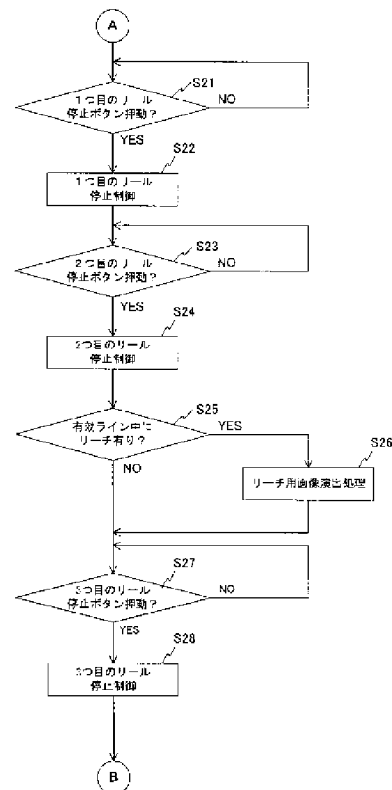 A
S21
1つ目のリール
停止ボタン押動？
NO
YES
S22
1つ目のリール
停止制御
S23
2つ目のリール
停止ボタン押動？
NO
YES
S24
2つ目のリール
停止制御
S25
有効ライン中に
リーチ有り？
YES
NO
S26
リーチ用画像演出処理
S27
3つ目のリール
停止ボタン押動？
NO
YES
S28
3つ目のリール
停止制御
B